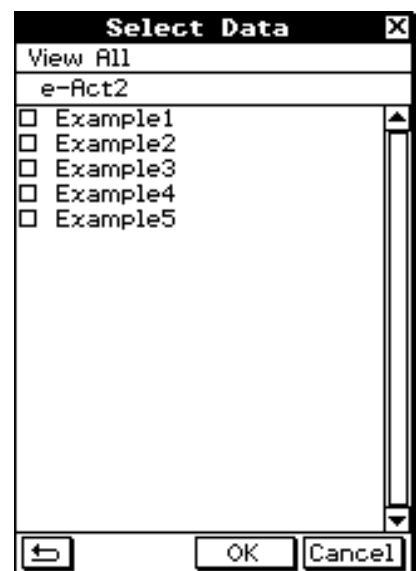 Select Data
View All
e-Act2
Example1
Example2
Example3
Example4
Example5
OK Cancel